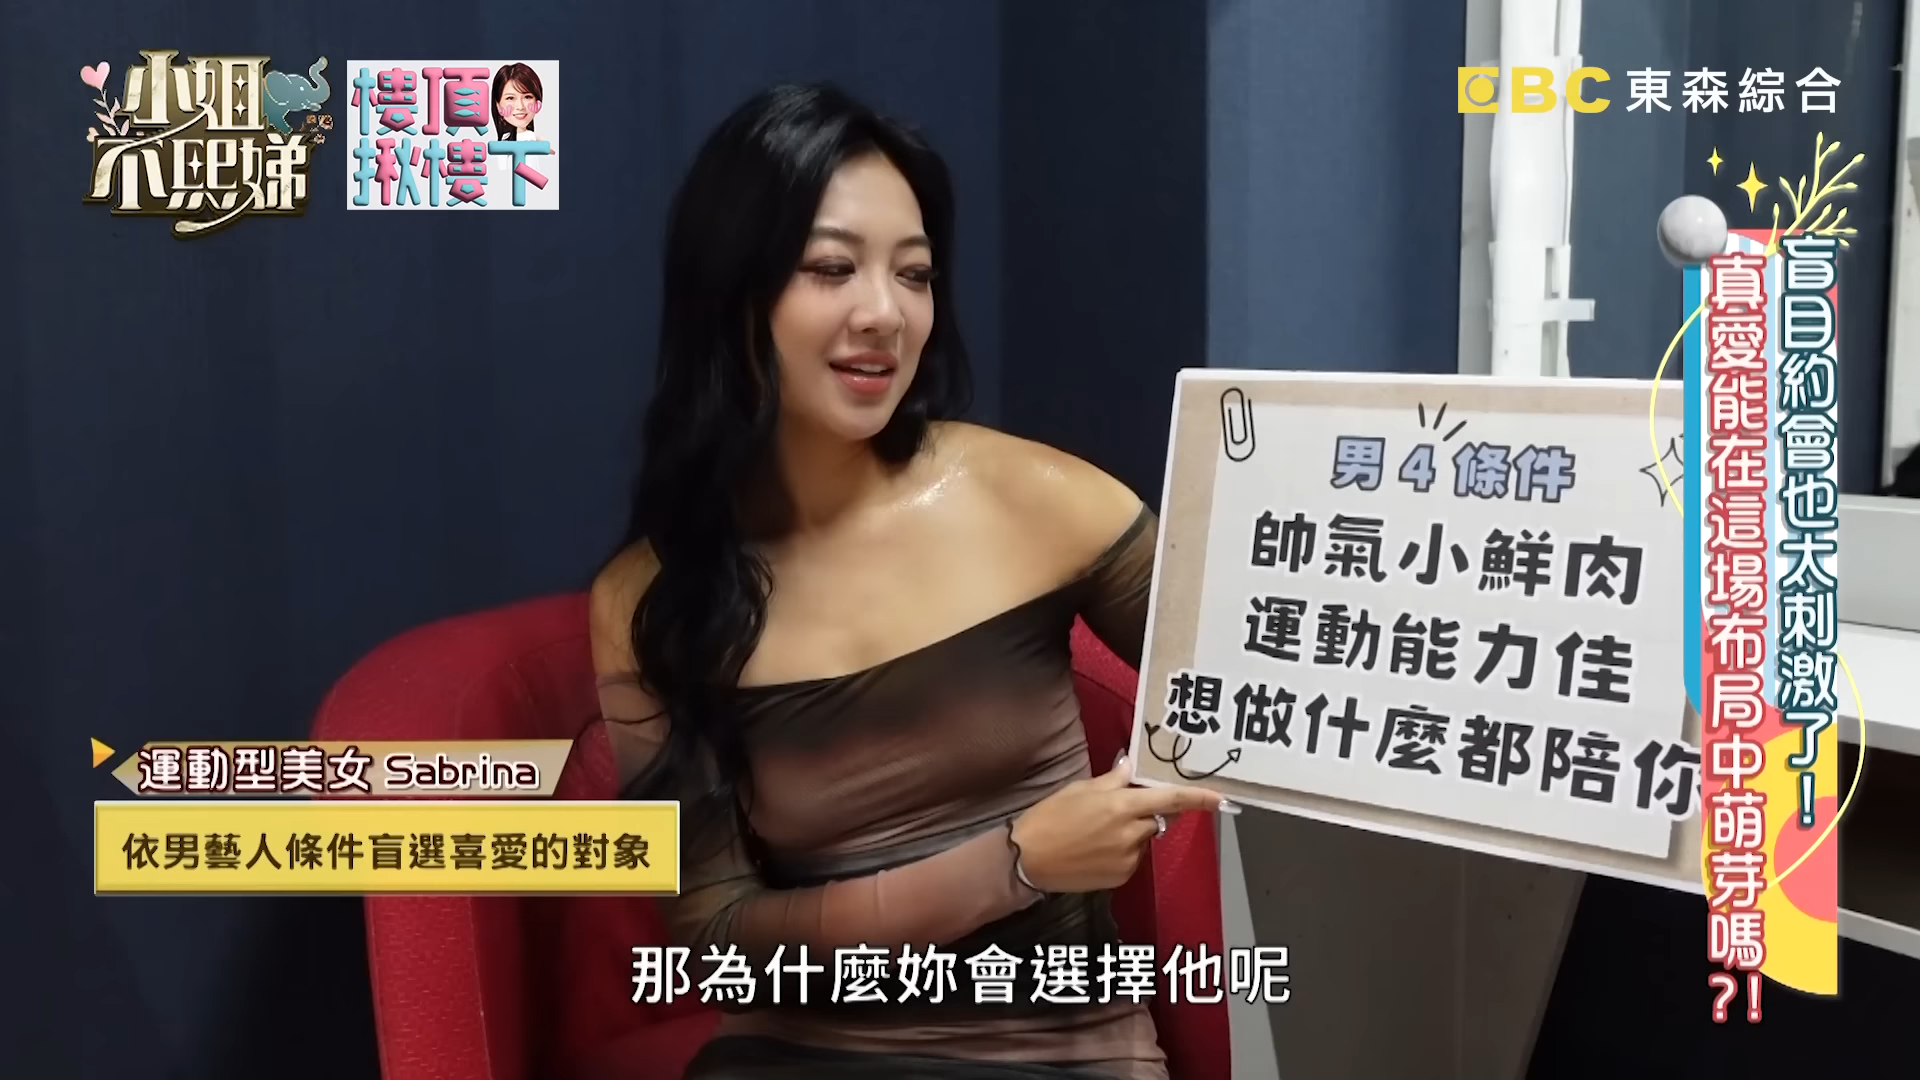 小姐不熙娣
樓頂
揪樓下
EBC 東森綜合
盲目約會也太刺激了！
真愛能在這場布局中萌芽嗎？！
男4條件
帥氣小鮮肉
運動能力佳
想做什麼都陪你
運動型美女 Sabrina
依男藝人條件盲選喜愛的對象
那為什麼妳會選擇他呢